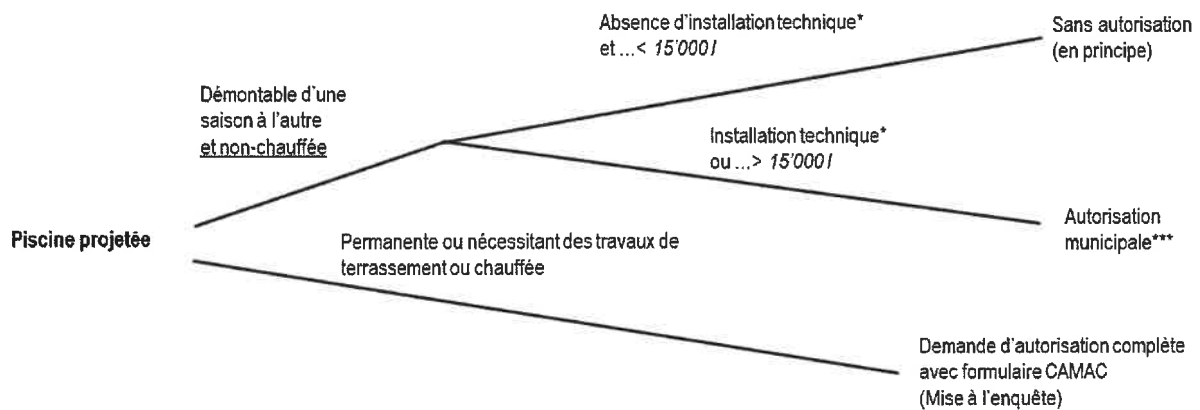 Absence d'installation technique*
et ...< 15'000 l
Sans autorisation
(en principe)
Démontable d'une
saison à l'autre
et non-chauffée
Installation technique*
ou ...> 15'000 l
Piscine projetée
Permanente ou nécessitant des travaux de
terrassement ou chauffée
Autorisation
municipale***
Demande d'autorisation complète
avec formulaire CAMAC
(Mise à l'enquête)